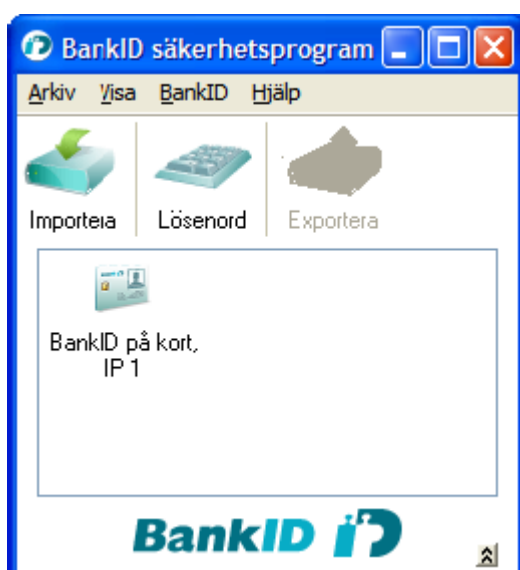 BankID säkerhetsprogram
Arkiv Visa BankID Hjälp
Importera Lösenord Exportera
BankID på kort,
IP 1
BankID